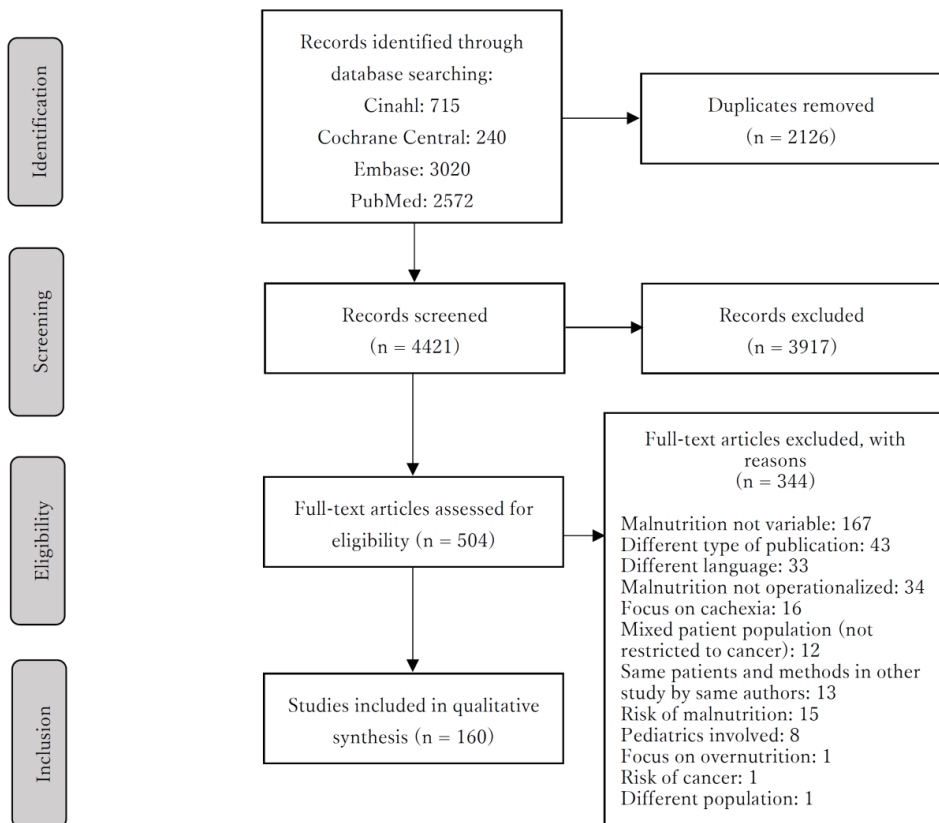 Identification
Records identified through
database searching:
Cinahl: 715
Cochrane Central: 240
Embase: 3020
PubMed: 2572
Duplicates removed
(n = 2126)
Screening
Records screened
(n = 4421)
Records excluded
(n = 3917)
Eligibility
Full-text articles assessed for
eligibility (n = 504)
Full-text articles excluded, with
reasons
(n = 344)
Malnutrition not variable: 167
Different type of publication: 43
Different language: 33
Malnutrition not operationalized: 34
Focus on cachexia: 16
Mixed patient population (not
restricted to cancer): 12
Same patients and methods in other
study by same authors: 13
Risk of malnutrition: 15
Pediatrics involved: 8
Focus on overnutrition: 1
Risk of cancer: 1
Different population: 1
Inclusion
Studies included in qualitative
synthesis (n = 160)